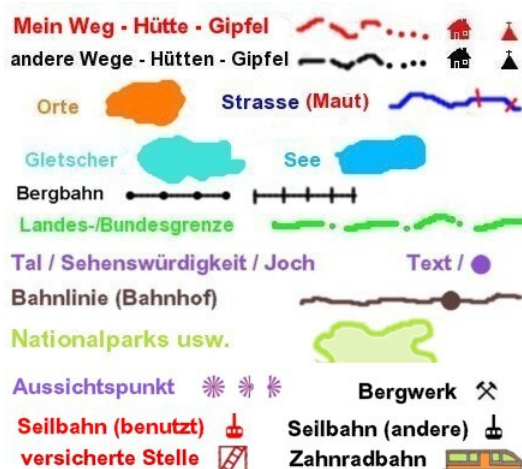 Mein Weg - Hütte - Gipfel
andere Wege - Hütten - Gipfel
Orte Strasse (Maut)
Gletscher See
Bergbahn
Landes-/Bundesgrenze
Tal / Sehenswürdigkeit / Joch Text /
Bahnlinie (Bahnhof)
Nationalparks usw.
Aussichtspunkt Bergwerk
Seilbahn (benutzt) Seilbahn (andere)
versicherte Stelle Zahnradbahn